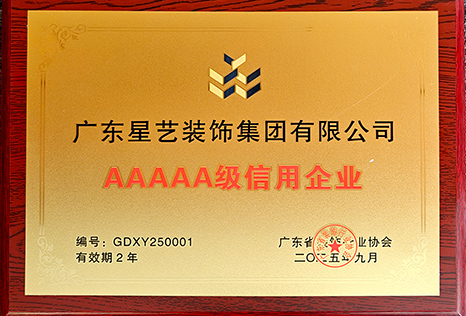 广东星艺装饰集团有限公司
AAAAA级信用企业
编号：GDXY250001
广东省 业协会
有效期2年
二〇二五年九月